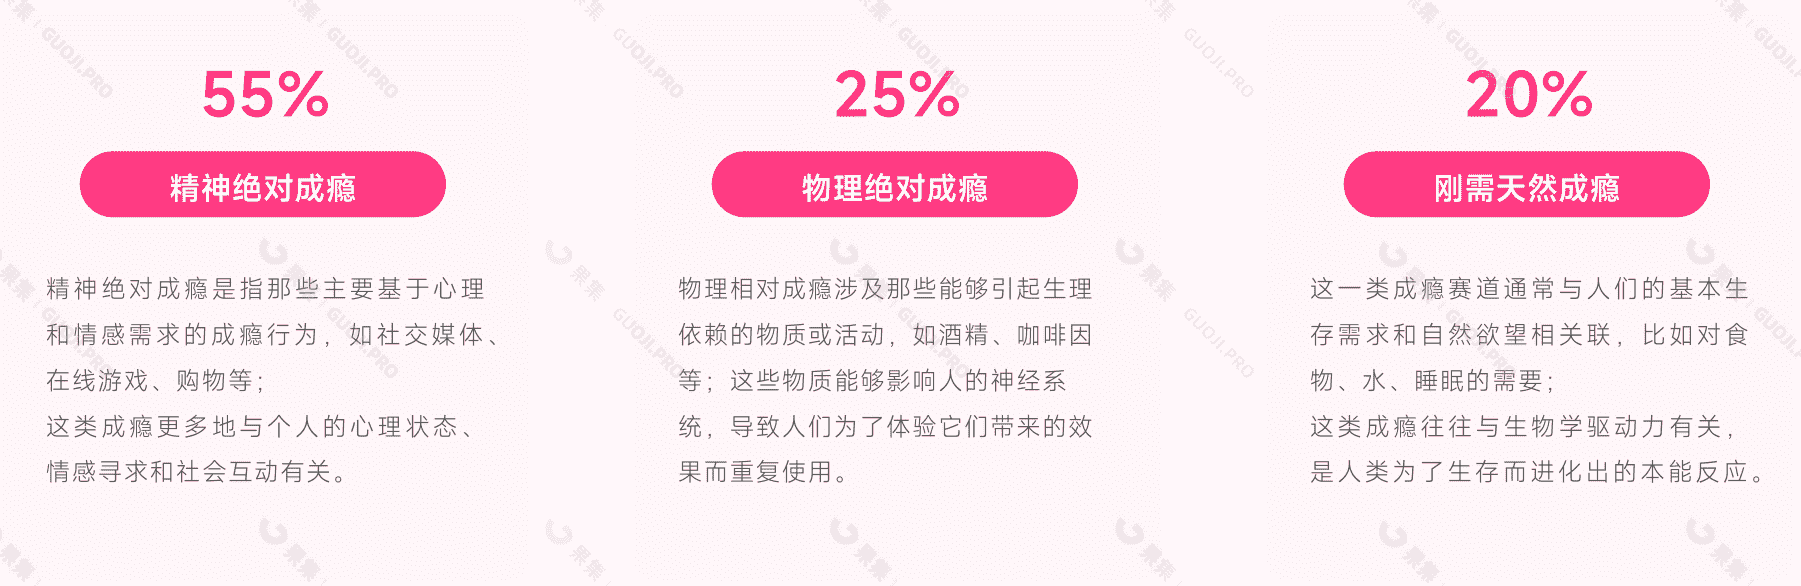 55%
精神绝对成瘾
精神绝对成瘾是指那些主要基于心理
和情感需求的成瘾行为，如社交媒体、
在线游戏、购物等；
这类成瘾更多地与个人的心理状态、
情感寻求和社会互动有关。
25%
物理绝对成瘾
物理相对成瘾涉及那些能够引起生理
依赖的物质或活动，如酒精、咖啡因
等；这些物质能够影响人的神经系
统，导致人们为了体验它们带来的效
果而重复使用。
20%
刚需天然成瘾
这一类成瘾赛道通常与人们的基本生
存需求和自然欲望相关联，比如对食
物、水、睡眠的需要；
这类成瘾往往与生物学驱动力有关，
是人类为了生存而进化出的本能反应。
果集 | GUOJI.PRO